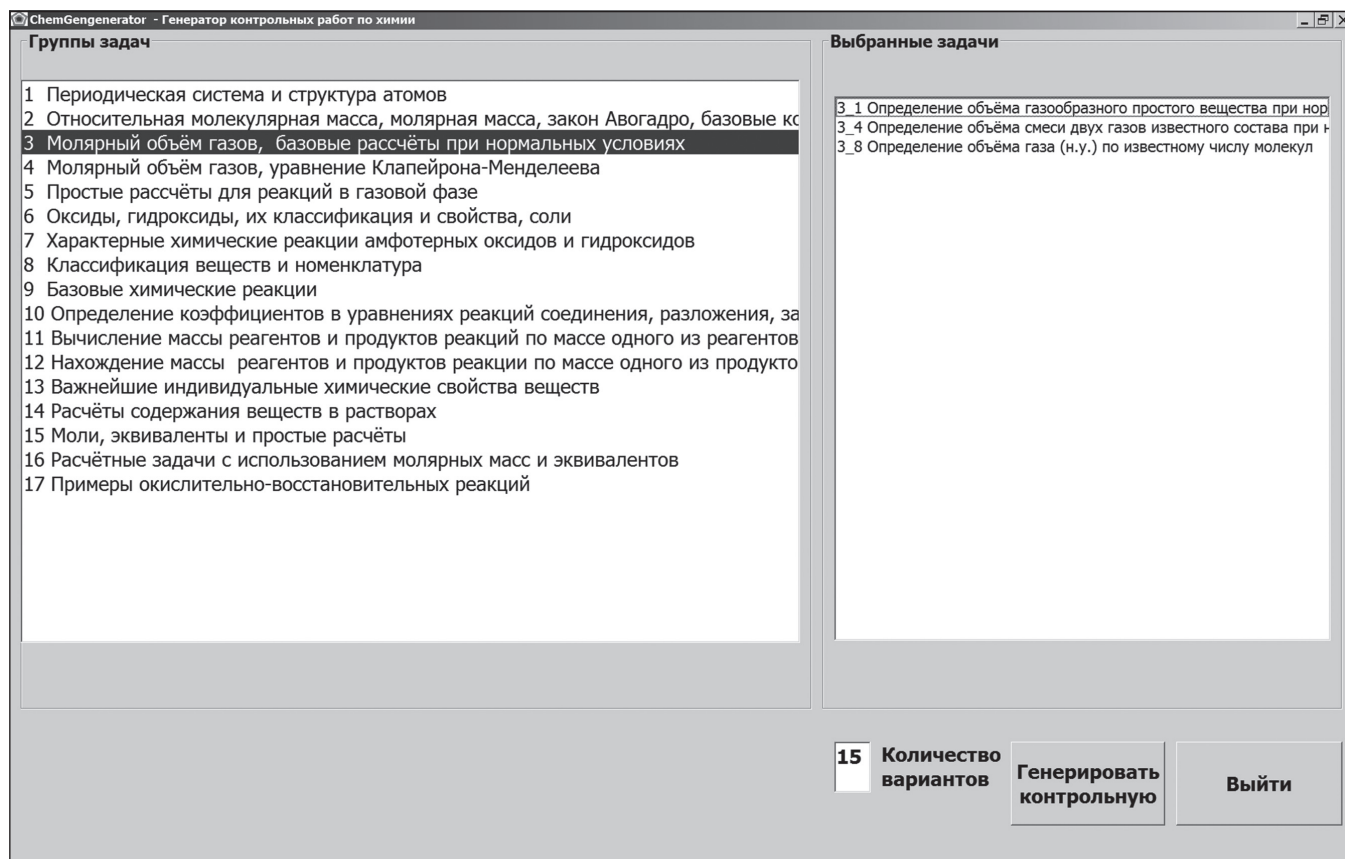 ChemGengenerator - Генератор контрольных работ по химии
Группы задач
1 Периодическая система и структура атомов
2 Относительная молекулярная масса, молярная масса, закон Авогадро, базовые кс
3 Молярный объём газов, базовые рассчёты при нормальных условиях
4 Молярный объём газов, уравнение Клапейрона-Менделеева
5 Простые рассчёты для реакций в газовой фазе
6 Оксиды, гидроксиды, их классификация и свойства, соли
7 Характерные химические реакции амфотерных оксидов и гидроксидов
8 Классификация веществ и номенклатура
9 Базовые химические реакции
10 Определение коэффициентов в уравнениях реакций соединения, разложения, за
11 Вычисление массы реагентов и продуктов реакций по массе одного из реагентов
12 Нахождение массы реагентов и продуктов реакции по массе одного из продукто
13 Важнейшие индивидуальные химические свойства веществ
14 Расчёты содержания веществ в растворах
15 Моли, эквиваленты и простые расчёты
16 Расчётные задачи с использованием молярных масс и эквивалентов
17 Примеры окислительно-восстановительных реакций
Выбранные задачи
3_1 Определение объёма газообразного простого вещества при нор
3_4 Определение объёма смеси двух газов известного состава при н
3_8 Определение объёма газа (н.у.) по известному числу молекул
15
Количество
вариантов
Генерировать
контрольную
Выйти